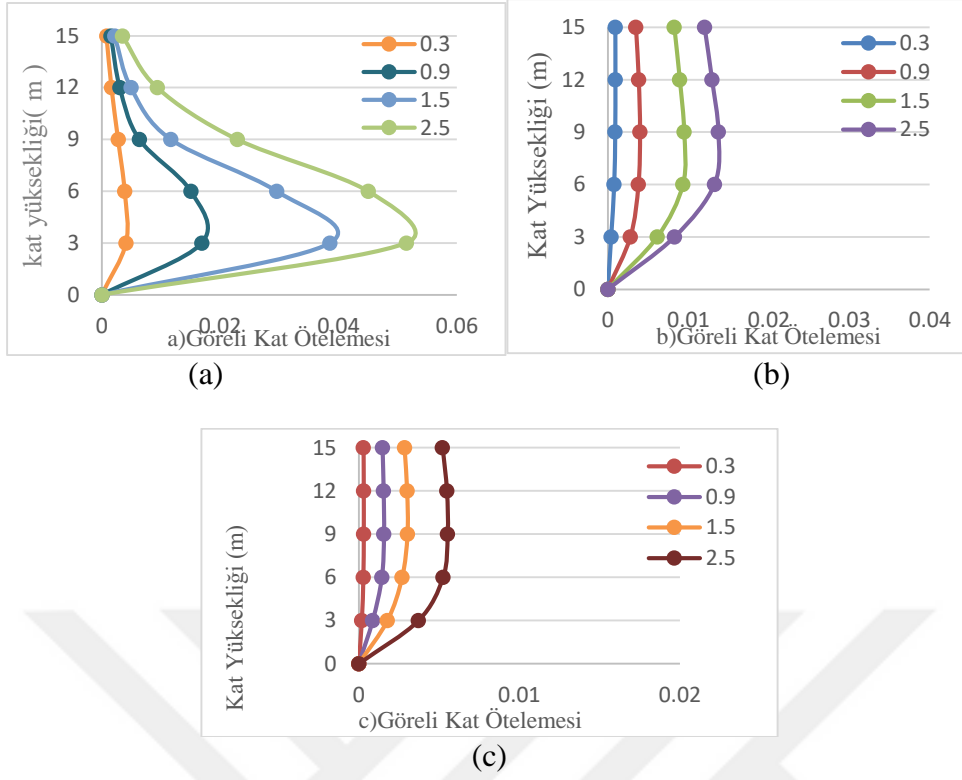 kat yüksekliği( m )
15
12
9
6
3
0
0 0.02 0.04 0.06
0.3
0.9
1.5
2.5
a)Göreli Kat Ötelemesi
(a)
Kat Yüksekliği (m)
15
12
9
6
3
0
0 0.01 0.02 0.03 0.04
0.3
0.9
1.5
2.5
b)Göreli Kat Ötelemesi
(b)
Kat Yüksekliği (m)
15
12
9
6
3
0
0 0.01 0.02
0.3
0.9
1.5
2.5
c)Göreli Kat Ötelemesi
(c)